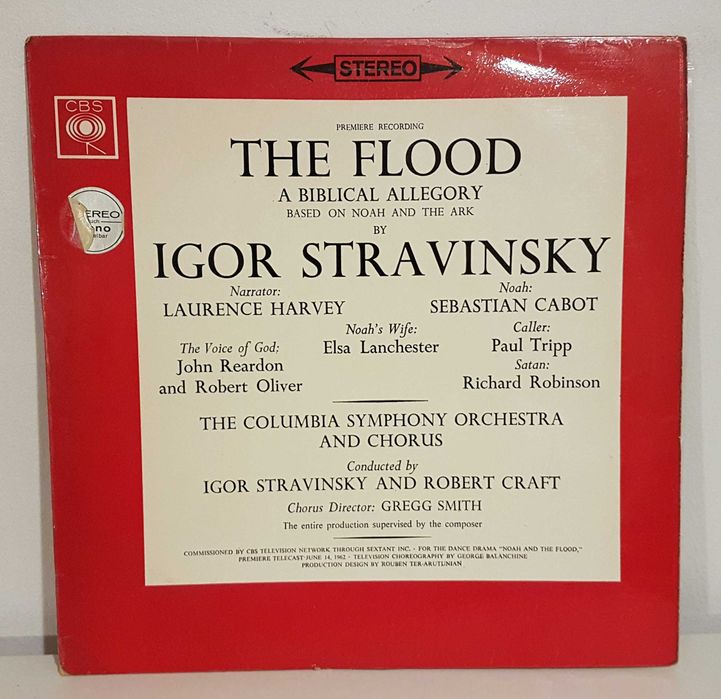 STEREO
CBS
PREMIERE RECORDING
THE FLOOD
A BIBLICAL ALLEGORY
BASED ON NOAH AND THE ARK
BY
IGOR STRAVINSKY
Narrator:
LAURENCE HARVEY
Noah:
SEBASTIAN CABOT
Noah's Wife:
Elsa Lanchester
Caller:
Paul Tripp
The Voice of God:
John Reardon
and Robert Oliver
Satan:
Richard Robinson
THE COLUMBIA SYMPHONY ORCHESTRA
AND CHORUS
Conducted by
IGOR STRAVINSKY AND ROBERT CRAFT
Chorus Director: GREGG SMITH
The entire production supervised by the composer
COMMISSIONED BY CBS TELEVISION NETWORK THROUGH SEXTANT INC. · FOR THE DANCE DRAMA "NOAH AND THE FLOOD,"
PREMIERE TELECAST JUNE 14, 1962 · TELEVISION CHOREOGRAPHY BY GEORGE BALANCHINE
PRODUCTION DESIGN BY ROUBEN TER-ARUTUNIAN